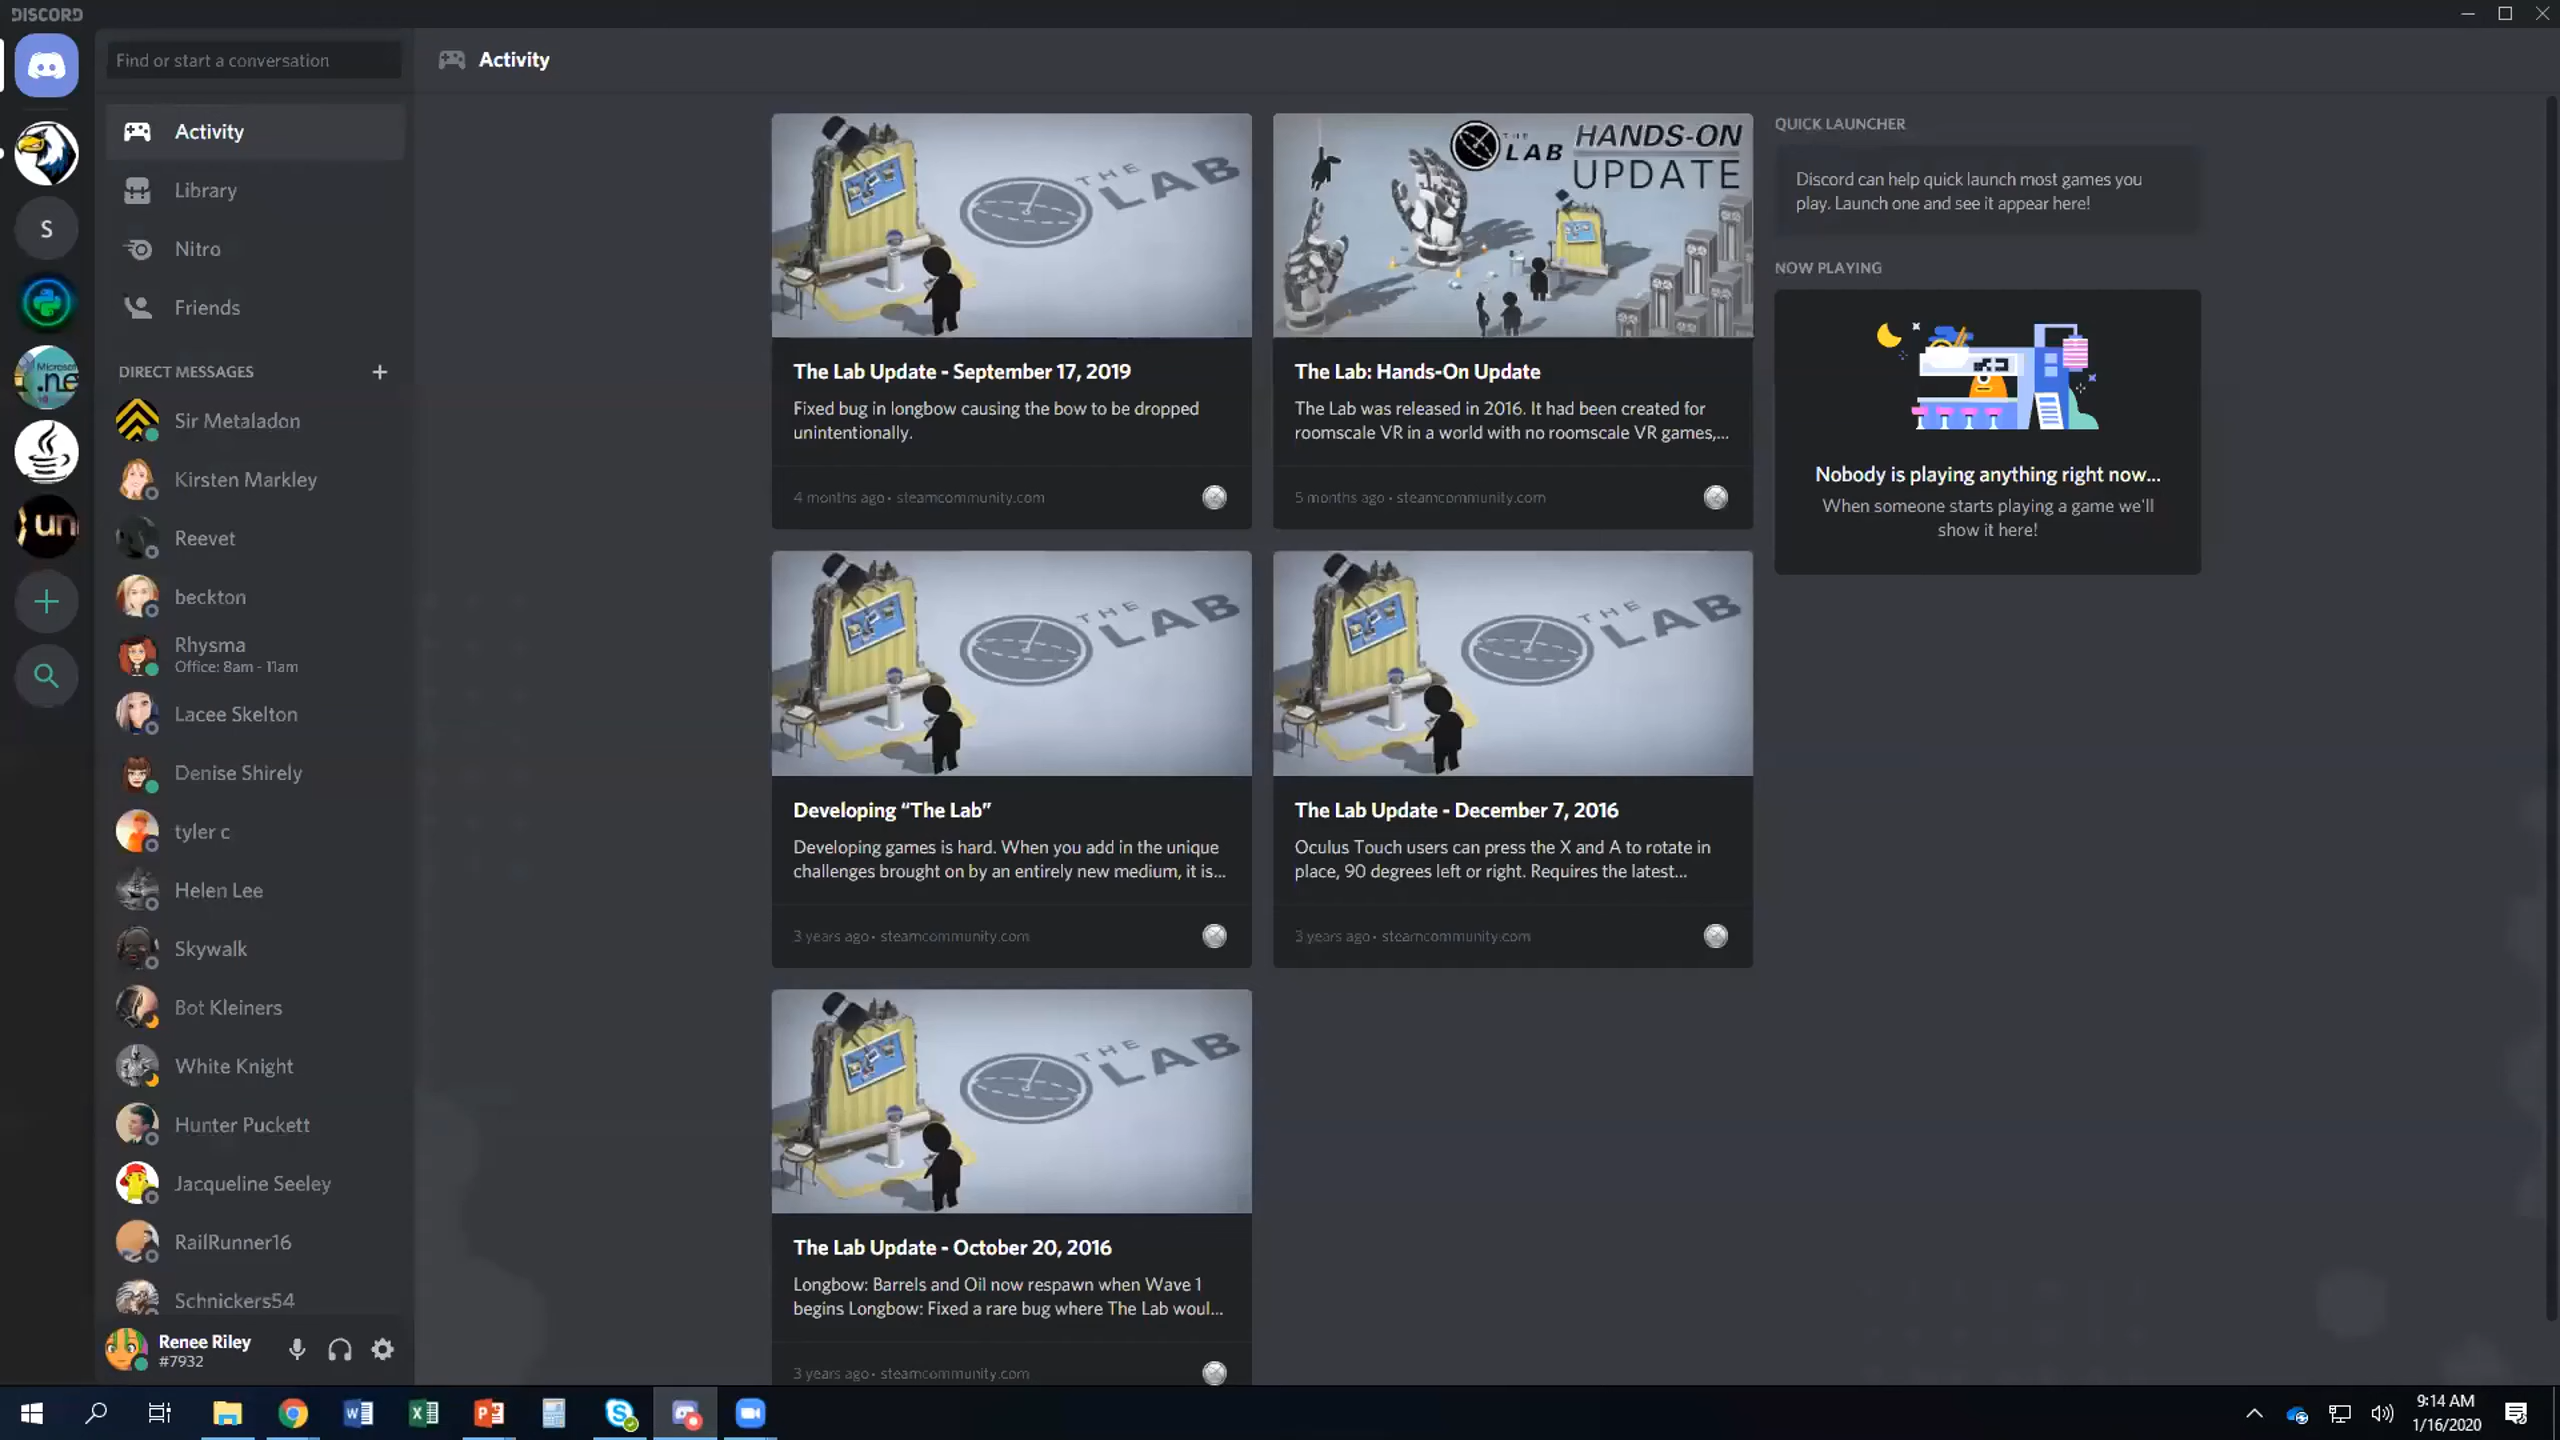 DISCORD
Find or start a conversation
Activity
Library
Nitro
Friends
DIRECT MESSAGES
Sir Metaladon
Kirsten Markley
Reevet
beckton
Rhysma
Office: 8am - 11am
Lacee Skelton
Denise Shirely
tyler c
Helen Lee
Skywalk
Bot Kleiners
White Knight
Hunter Puckett
Jacqueline Seeley
RailRunner16
Schnickers54
Renee Riley
#7932
S
Microsoft
.ne
un
Activity
THE LAB
The Lab Update - September 17, 2019
Fixed bug in longbow causing the bow to be dropped
unintentionally.
4 months ago • steamcommunity.com
THE LAB HANDS-ON
UPDATE
The Lab: Hands-On Update
The Lab was released in 2016. It had been created for
roomscale VR in a world with no roomscale VR games,...
5 months ago • steamcommunity.com
THE LAB
Developing “The Lab”
Developing games is hard. When you add in the unique
challenges brought on by an entirely new medium, it is...
3 years ago • steamcommunity.com
THE LAB
The Lab Update - December 7, 2016
Oculus Touch users can press the X and A to rotate in
place, 90 degrees left or right. Requires the latest...
3 years ago • steamcommunity.com
THE LAB
The Lab Update - October 20, 2016
Longbow: Barrels and Oil now respawn when Wave 1
begins Longbow: Fixed a rare bug where The Lab woul...
3 years ago • steamcommunity.com
QUICK LAUNCHER
Discord can help quick launch most games you
play. Launch one and see it appear here!
NOW PLAYING
Nobody is playing anything right now...
When someone starts playing a game we'll
show it here!
9:14 AM
1/16/2020